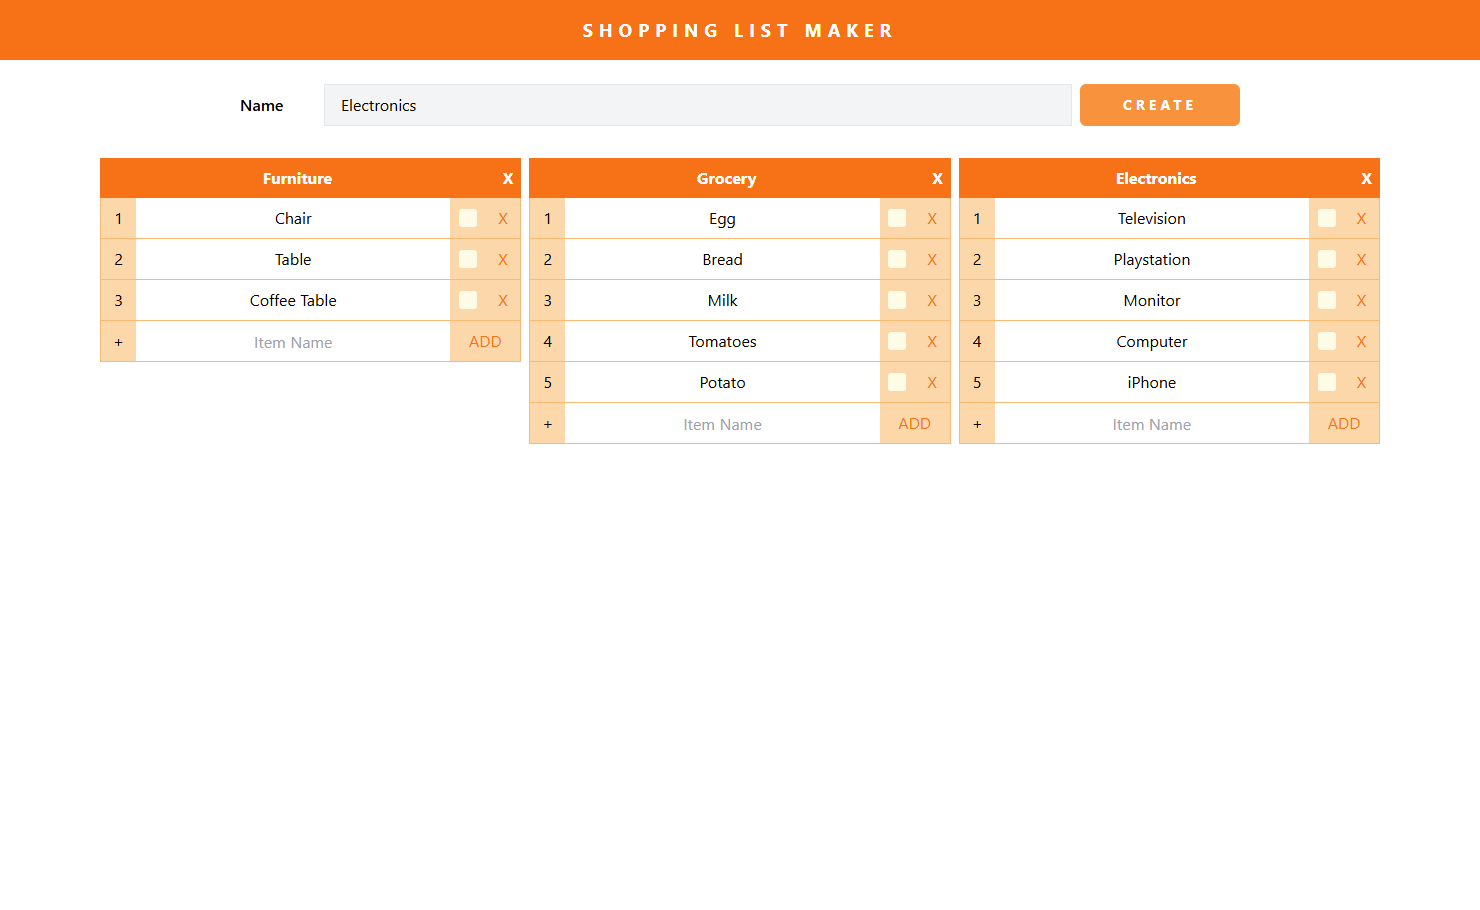 SHOPPING LIST MAKER
Name Electronics CREATE
Furniture X
1 Chair X
2 Table X
3 Coffee Table X
+ Item Name ADD
Grocery X
1 Egg X
2 Bread X
3 Milk X
4 Tomatoes X
5 Potato X
+ Item Name ADD
Electronics X
1 Television X
2 Playstation X
3 Monitor X
4 Computer X
5 iPhone X
+ Item Name ADD